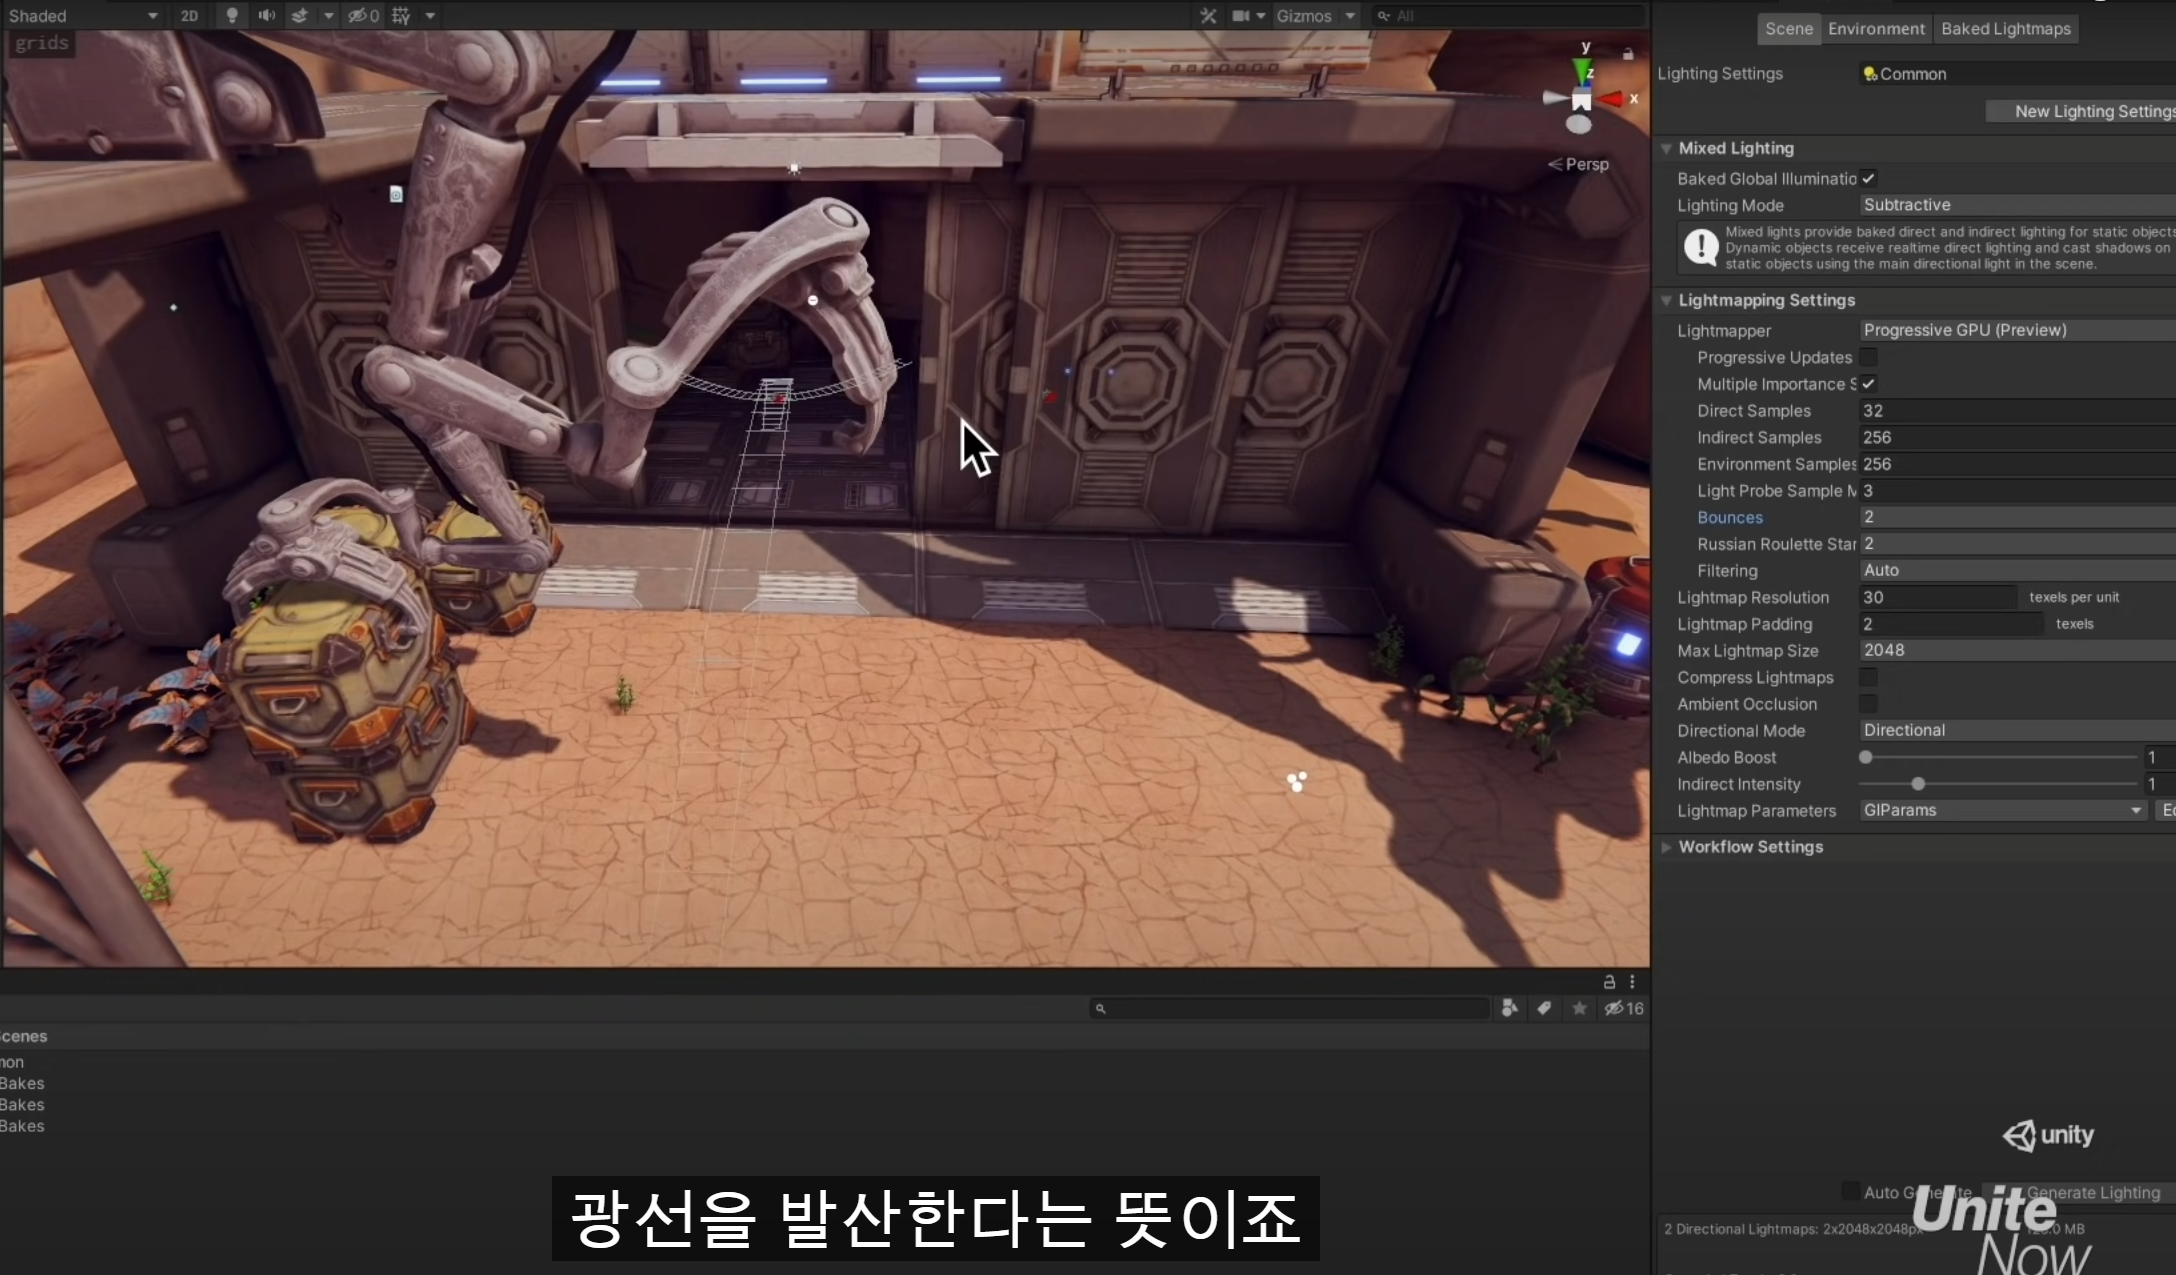 Shaded
2D
0
Gizmos
All
grids
y
z
x
Persp
Scene
Environment
Baked Lightmaps
Lighting Settings
Common
New Lighting Settings
Mixed Lighting
Baked Global Illuminatio
Lighting Mode
Subtractive
Mixed lights provide baked direct and indirect lighting for static objects
Dynamic objects receive realtime direct lighting and cast shadows on
static objects using the main directional light in the scene.
Lightmapping Settings
Lightmapper
Progressive GPU (Preview)
Progressive Updates
Multiple Importance S
Direct Samples
32
Indirect Samples
256
Environment Samples
256
Light Probe Sample M
3
Bounces
2
Russian Roulette Star
2
Filtering
Auto
Lightmap Resolution
30
texels per unit
Lightmap Padding
2
texels
Max Lightmap Size
2048
Compress Lightmaps
Ambient Occlusion
Directional Mode
Directional
Albedo Boost
1
Indirect Intensity
1
Lightmap Parameters
GIParams
Ed
Workflow Settings
16
cenes
mon
Bakes
Bakes
Bakes
unity
Auto Generate
Generate Lighting
Unite
Now
2 Directional Lightmaps: 2x2048x2048px
.0 MB
광선을 발산한다는 뜻이죠